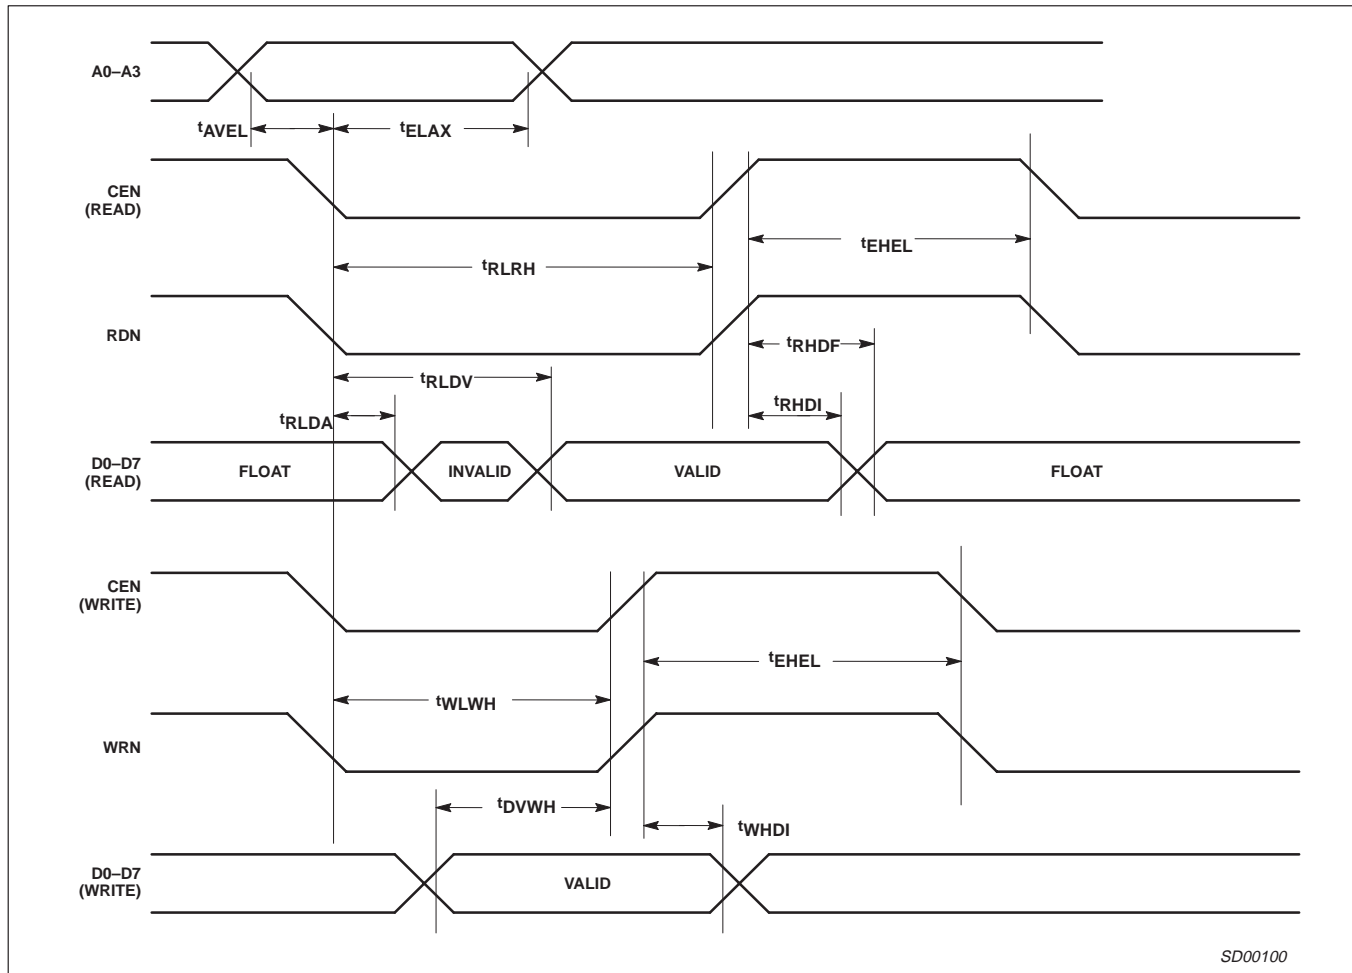 A0–A3
tAVEL
tELAX
CEN
(READ)
tEHEL
tRLRH
RDN
tRHDF
tRLDV
tRHDI
tRLDA
D0–D7
(READ)
FLOAT
INVALID
VALID
FLOAT
CEN
(WRITE)
tEHEL
tWLWH
WRN
tDVWH
tWHDI
D0–D7
(WRITE)
VALID
SD00100